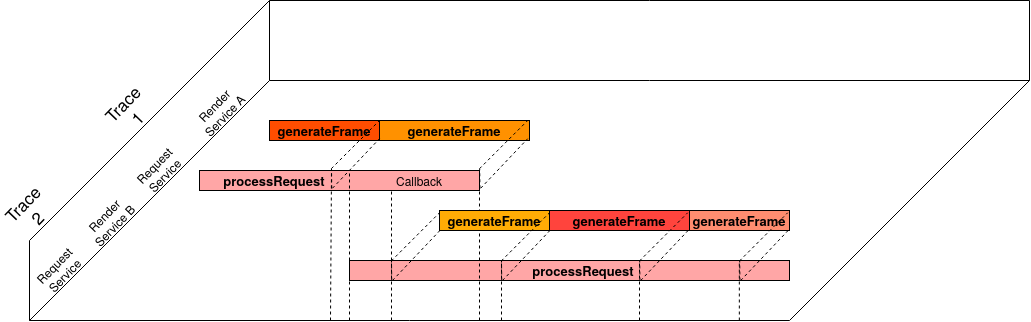 Trace
1
Render
Service A
generateFrame
generateFrame
Request
Service
processRequest
Callback
Trace
2
Render
Service B
generateFrame
generateFrame
generateFrame
Request
Service
processRequest